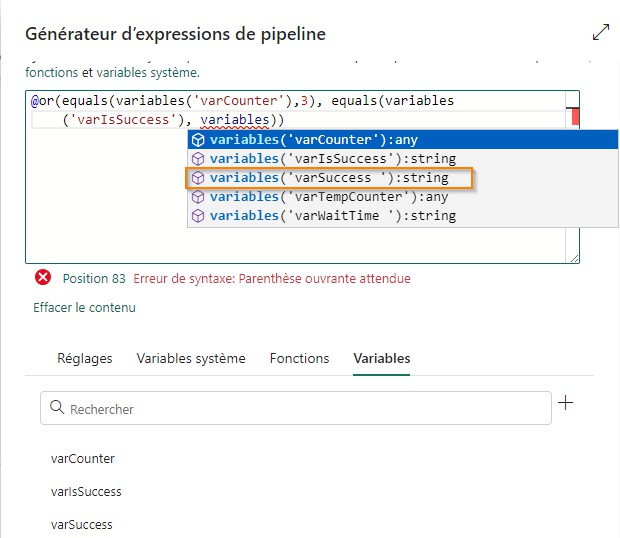 Générateur d'expressions de pipeline
fonctions et variables système.
@or(equals(variables('varCounter'),3), equals(variables
('varIsSuccess'), variables))
variables('varCounter'):any
variables('varIsSuccess'):string
variables('varSuccess '):string
variables('varTempCounter'):any
variables('varWaitTime '):string
Position 83 Erreur de syntaxe: Parenthèse ouvrante attendue
Effacer le contenu
Réglages Variables système Fonctions Variables
Rechercher
varCounter
varIsSuccess
varSuccess